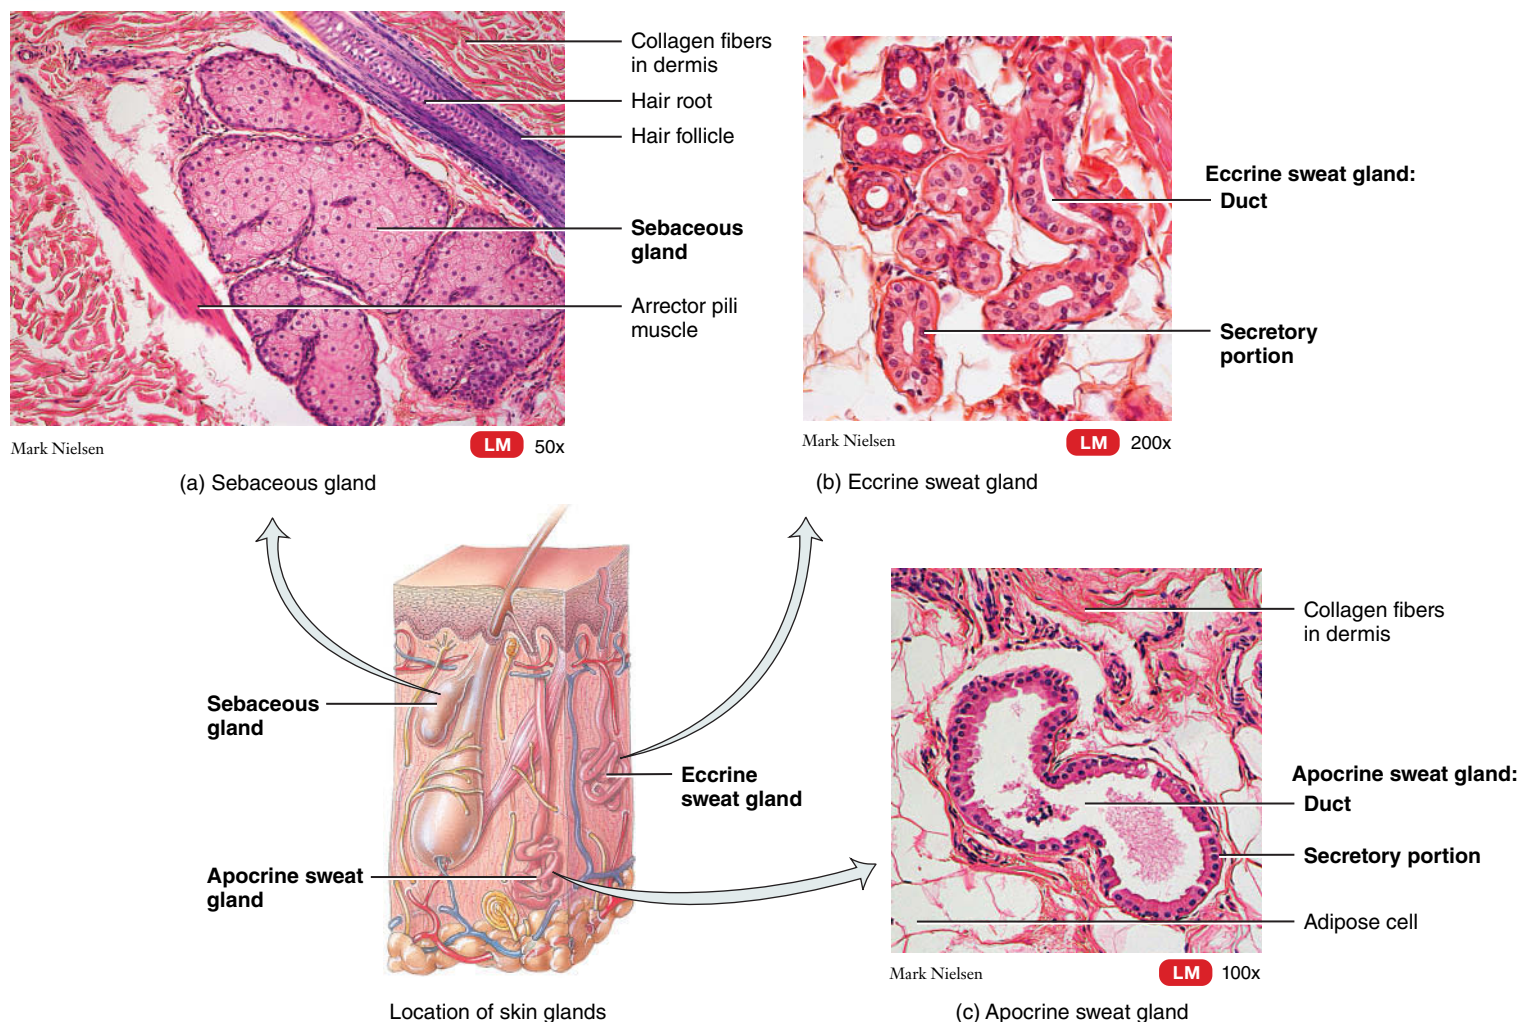 Collagen fibers
in dermis
Hair root
Hair follicle
Sebaceous
gland
Arrector pili
muscle
Mark Nielsen
LM 50x
(a) Sebaceous gland
Eccrine sweat gland:
Duct
Secretory
portion
Mark Nielsen
LM 200x
(b) Eccrine sweat gland
Sebaceous
gland
Eccrine
sweat gland
Apocrine sweat
gland
Location of skin glands
Collagen fibers
in dermis
Apocrine sweat gland:
Duct
Secretory portion
Adipose cell
Mark Nielsen
LM 100x
(c) Apocrine sweat gland